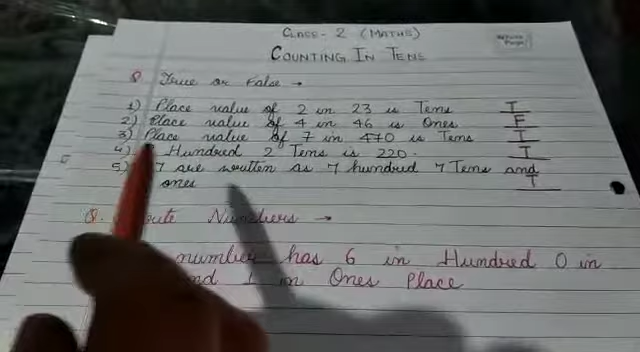 Class - 2 (MATHS)
COUNTING IN TENS
Q True or False →
1) Place value of 2 in 23 is Tens T
2) Place value of 4 in 46 is Ones F
3) Place value of 7 in 470 is Tens T
4) Hundred 2 Tens is 220. T
5) 7 are written as 7 hundred 7 Tens and
ones T
Q. Numbers →
number has 6 in Hundred 0 in
1 in Ones Place